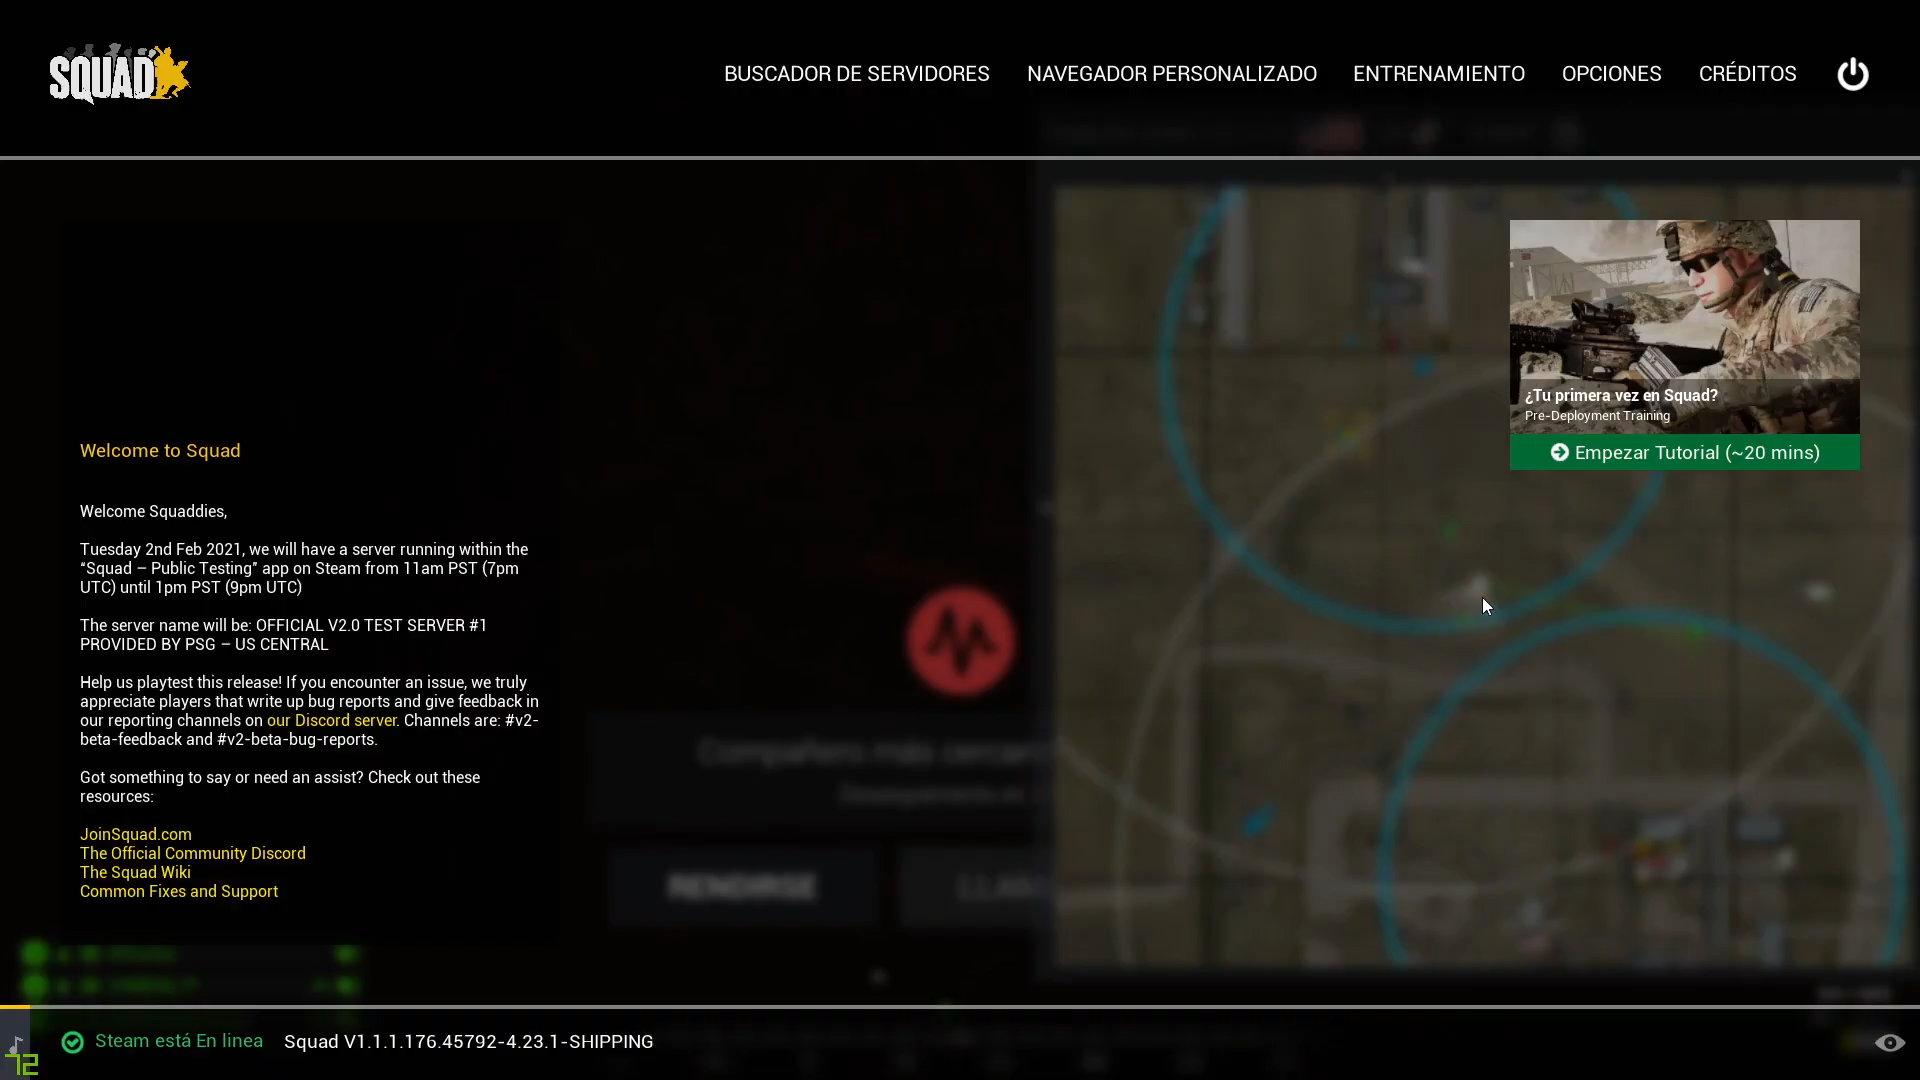 SQUAD
BUSCADOR DE SERVIDORES
NAVEGADOR PERSONALIZADO
ENTRENAMIENTO
OPCIONES
CRÉDITOS
¿Tu primera vez en Squad?
Pre-Deployment Training
Empezar Tutorial (~20 mins)
Welcome to Squad
Welcome Squaddies,
Tuesday 2nd Feb 2021, we will have a server running within the
“Squad – Public Testing” app on Steam from 11am PST (7pm
UTC) until 1pm PST (9pm UTC)
The server name will be: OFFICIAL V2.0 TEST SERVER #1
PROVIDED BY PSG – US CENTRAL
Help us playtest this release! If you encounter an issue, we truly
appreciate players that write up bug reports and give feedback in
our reporting channels on our Discord server. Channels are: #v2-
beta-feedback and #v2-beta-bug-reports.
Got something to say or need an assist? Check out these
resources:
JoinSquad.com
The Official Community Discord
The Squad Wiki
Common Fixes and Support
Compañero más
RENDIRSE
Steam está En linea
Squad V1.1.1.176.45792-4.23.1-SHIPPING
72